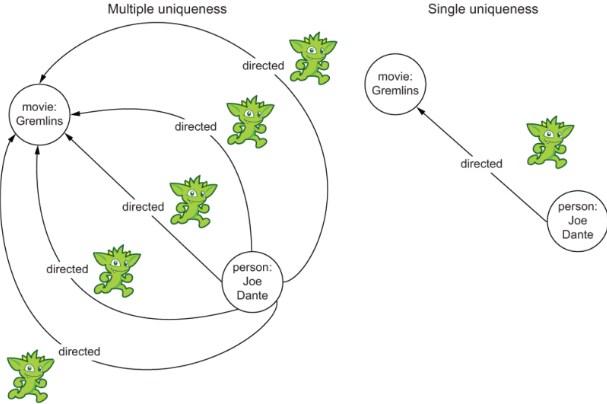 Multiple uniqueness
Single uniqueness
directed
movie:
Gremlins
directed
directed
directed
directed
person:
Joe
Dante
movie:
Gremlins
directed
person:
Joe
Dante